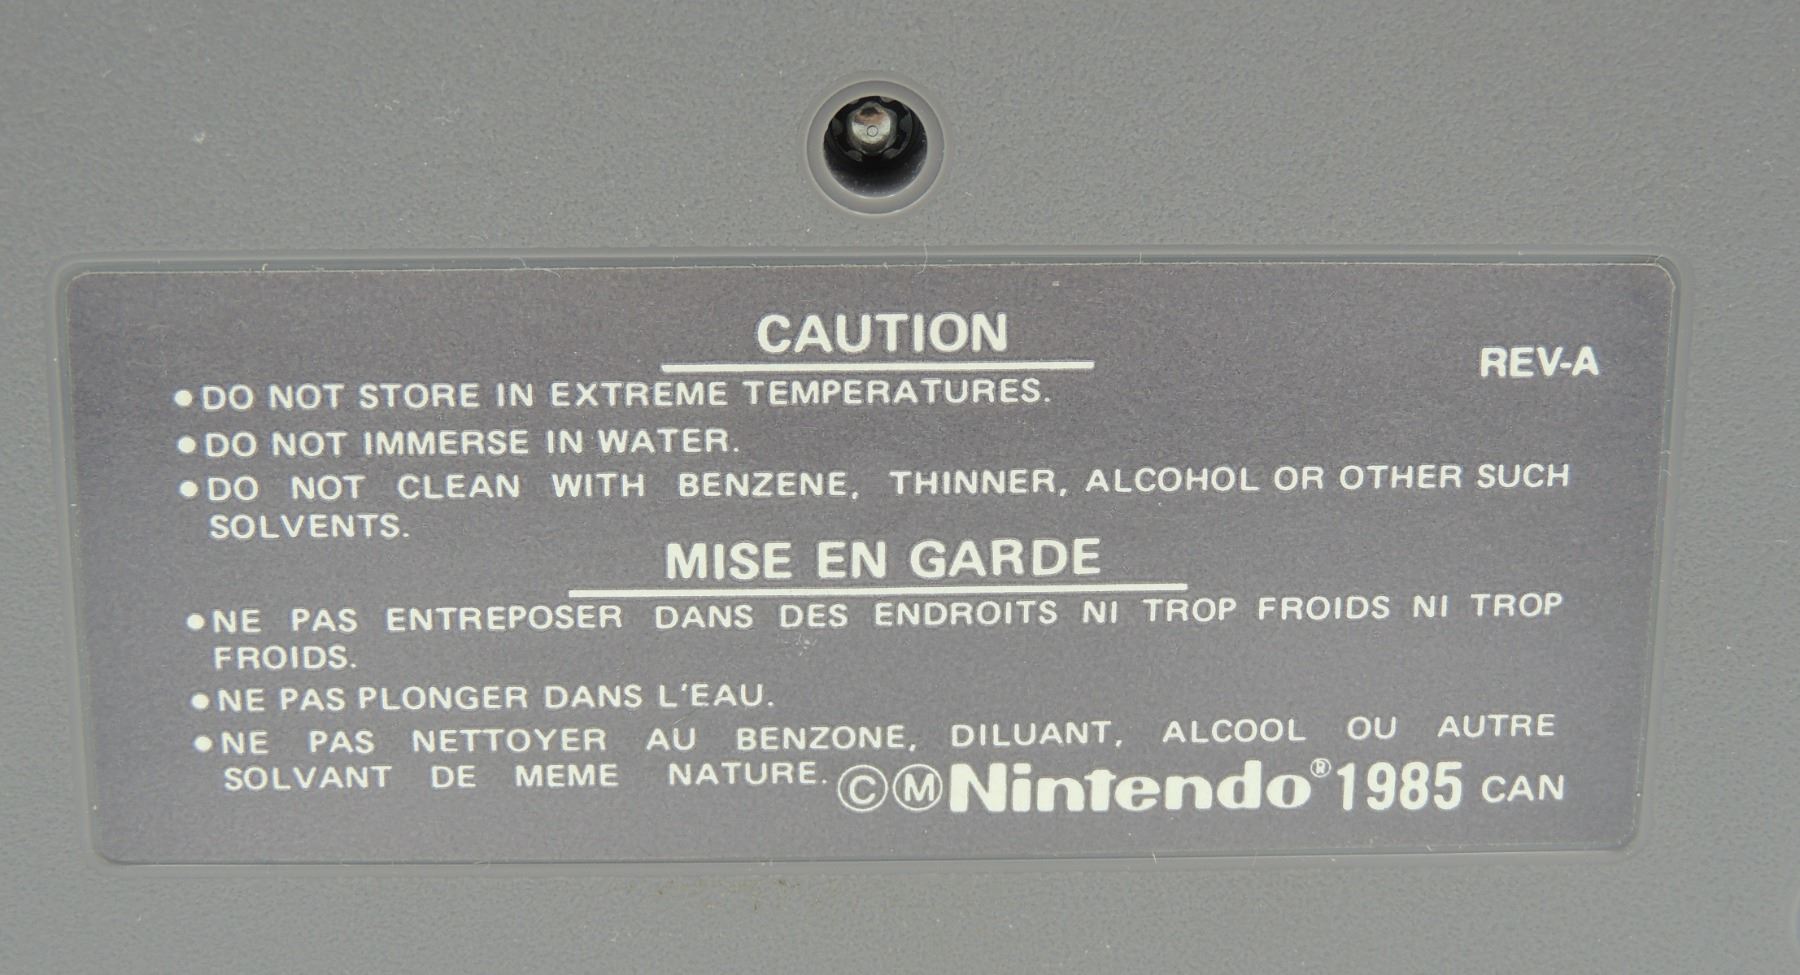 CAUTION
REV-A
●DO NOT STORE IN EXTREME TEMPERATURES.
●DO NOT IMMERSE IN WATER.
●DO NOT CLEAN WITH BENZENE, THINNER, ALCOHOL OR OTHER SUCH
SOLVENTS.
MISE EN GARDE
●NE PAS ENTREPOSER DANS DES ENDROITS NI TROP FROIDS NI TROP
FROIDS.
●NE PAS PLONGER DANS L'EAU.
●NE PAS NETTOYER AU BENZONE, DILUANT, ALCOOL OU AUTRE
SOLVANT DE MEME NATURE.
ⒸⓂNintendo®1985 CAN